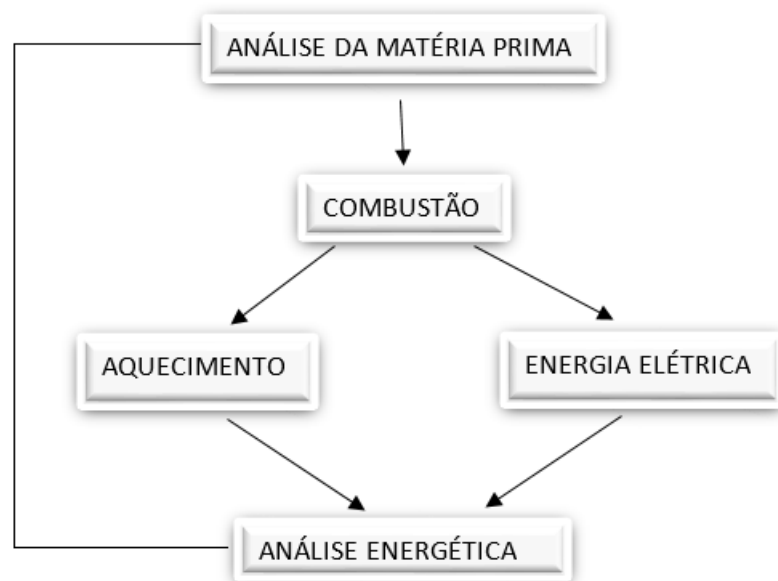 ANÁLISE DA MATÉRIA PRIMA
COMBUSTÃO
AQUECIMENTO
ENERGIA ELÉTRICA
ANÁLISE ENERGÉTICA